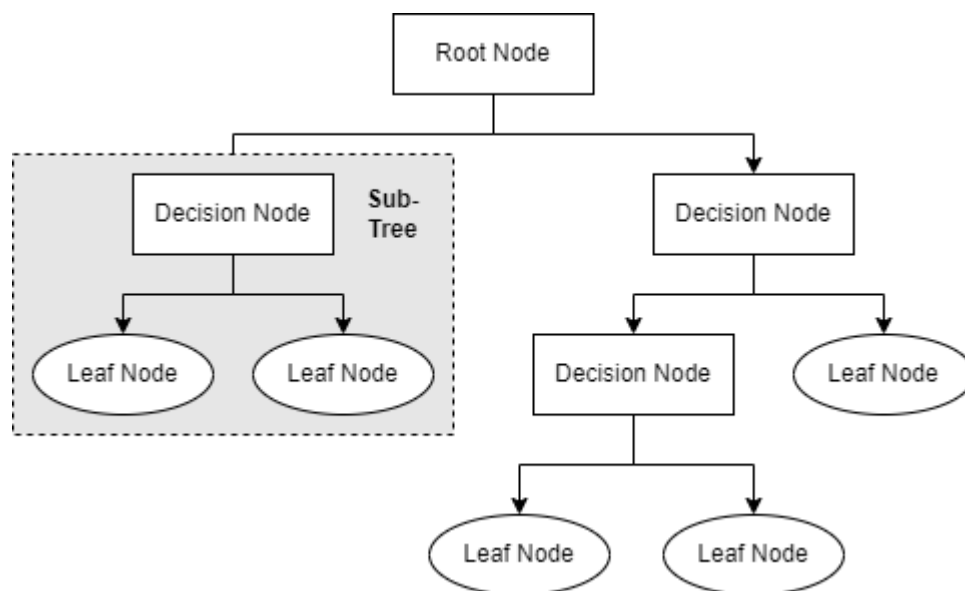 Root Node
Decision Node
Sub-
Tree
Decision Node
Leaf Node
Leaf Node
Decision Node
Leaf Node
Leaf Node
Leaf Node